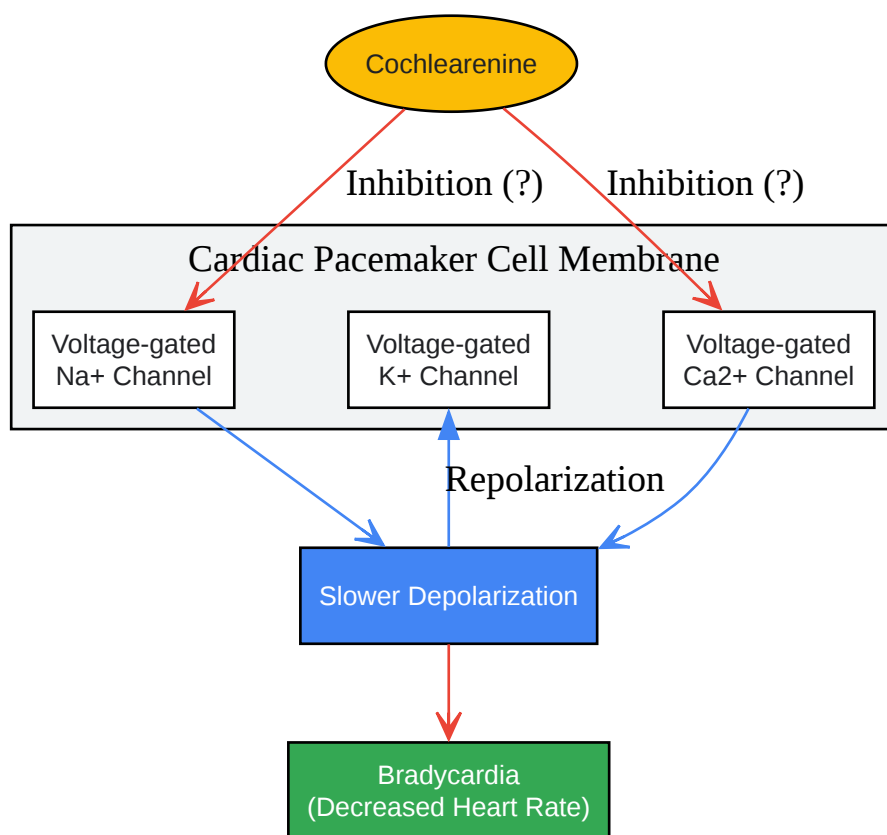 Cochlearenine
Inhibition (?)
Inhibition (?)
Cardiac Pacemaker Cell Membrane
Voltage-gated
Na+ Channel
Voltage-gated
K+ Channel
Voltage-gated
Ca2+ Channel
Repolarization
Slower Depolarization
Bradycardia
(Decreased Heart Rate)